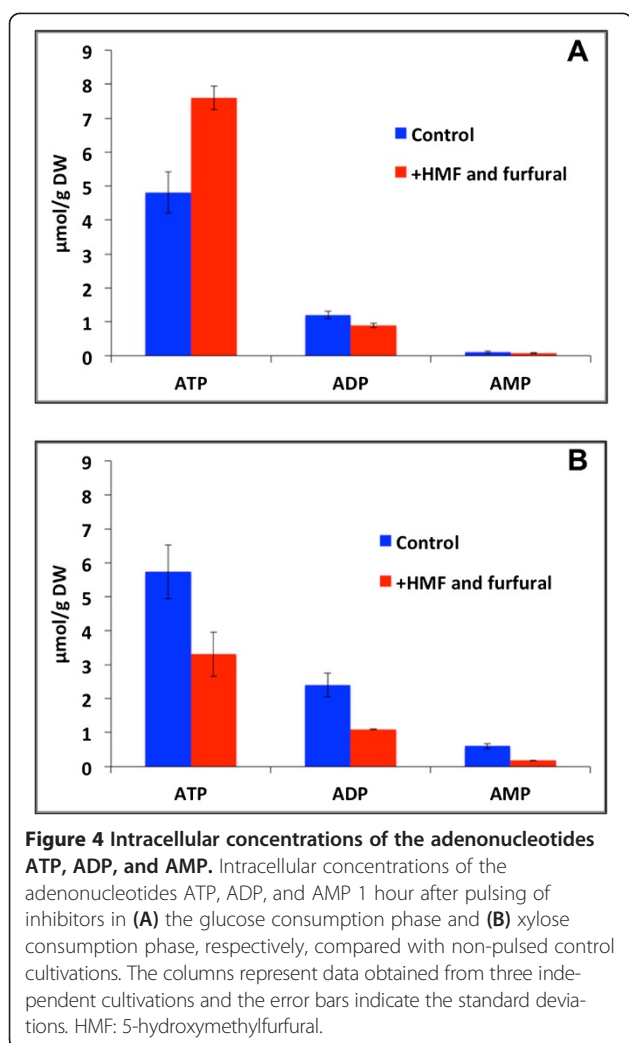 A
9
8
7
6
5
4
3
2
1
0
µmol/g DW
Control
+HMF and furfural
ATP ADP AMP
B
9
8
7
6
5
4
3
2
1
0
µmol/g DW
Control
+HMF and furfural
ATP ADP AMP
Figure 4 Intracellular concentrations of the adenonucleotides
ATP, ADP, and AMP. Intracellular concentrations of the
adenonucleotides ATP, ADP, and AMP 1 hour after pulsing of
inhibitors in (A) the glucose consumption phase and (B) xylose
consumption phase, respectively, compared with non-pulsed control
cultivations. The columns represent data obtained from three inde-
pendent cultivations and the error bars indicate the standard devia-
tions. HMF: 5-hydroxymethylfurfural.